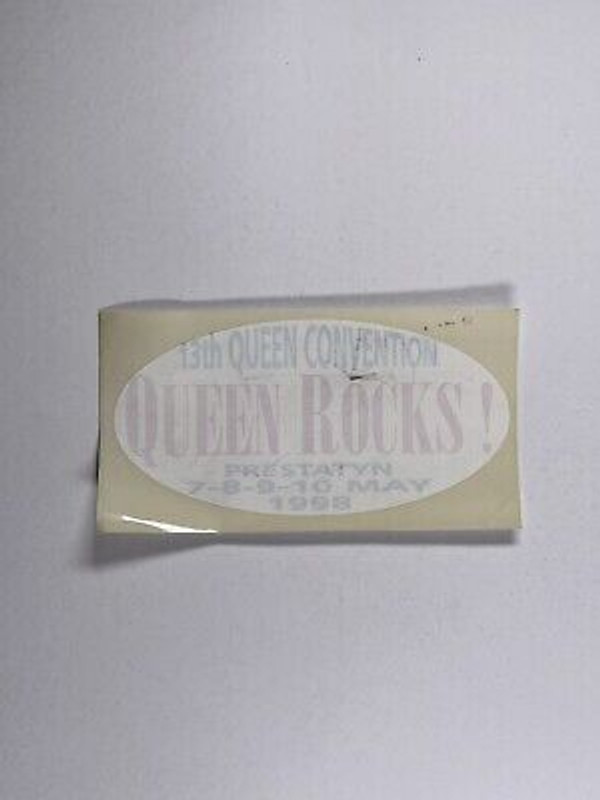 13th QUEEN CONVENTION
QUEEN ROCKS !
PRESTATYN
7-8-9-10 MAY
1998